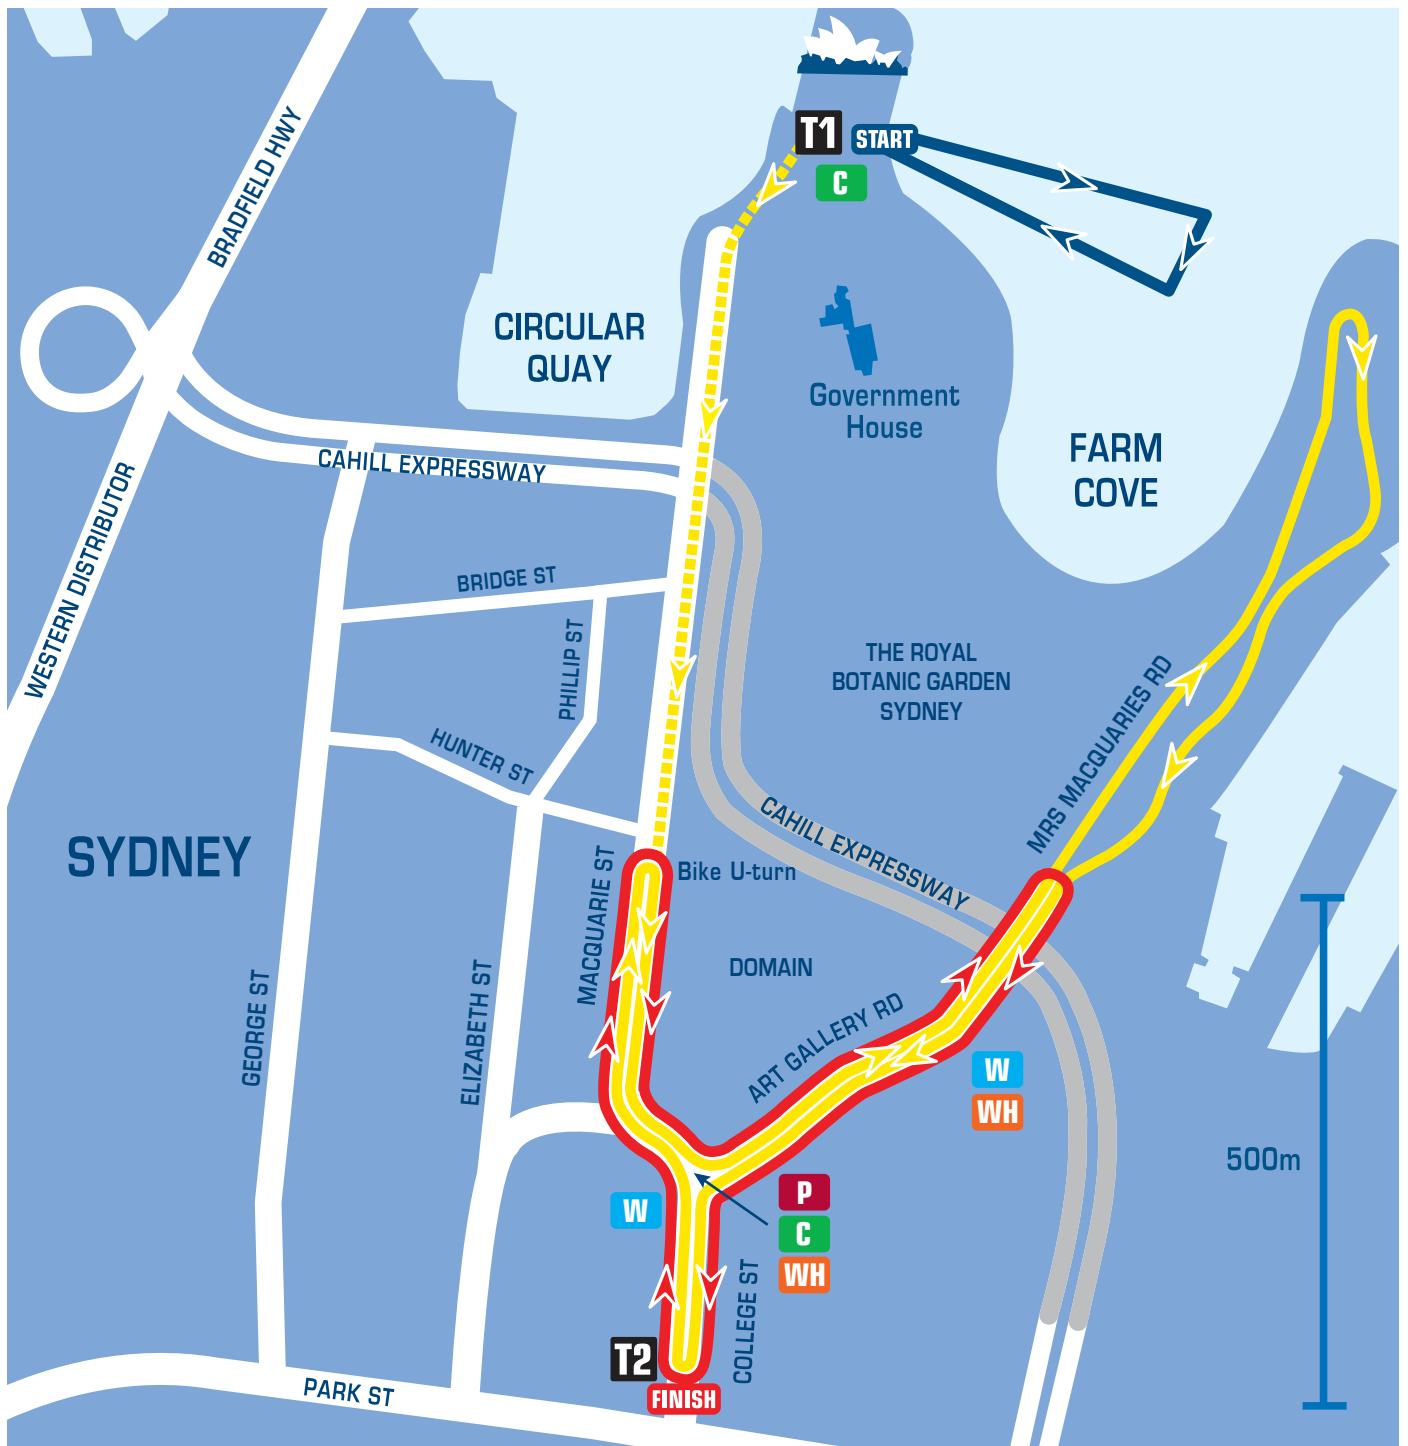 T1
START
C
BRADFIELD HWY
CIRCULAR
QUAY
Government
House
FARM
COVE
CAHILL EXPRESSWAY
WESTERN DISTRIBUTOR
BRIDGE ST
PHILLIP ST
THE ROYAL
BOTANIC GARDEN
SYDNEY
MRS MACQUARIES RD
HUNTER ST
CAHILL EXPRESSWAY
SYDNEY
MACQUARIE ST
Bike U-turn
DOMAIN
GEORGE ST
ELIZABETH ST
ART GALLERY RD
W
WH
500m
P
W
C
WH
COLLEGE ST
T2
FINISH
PARK ST